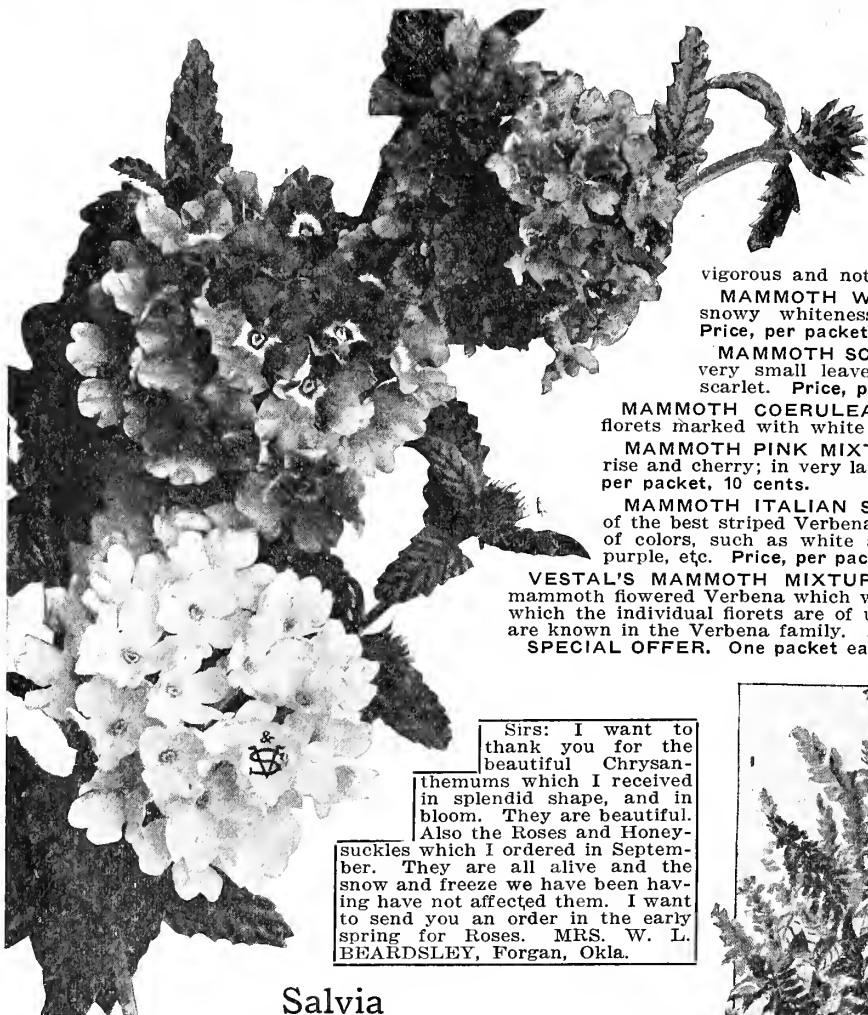 vigorous and not
MAMMOTH W
snowy whiteness
Price, per packet
MAMMOTH SC
very small leave
scarlet. Price, p
MAMMOTH COERULEA
florets marked with white
MAMMOTH PINK MIXT
rise and cherry; in very la
per packet, 10 cents.
MAMMOTH ITALIAN S
of the best striped Verbena
of colors, such as white
purple, etc. Price, per pac
VESTAL'S MAMMOTH MIXTUR
mammoth flowered Verbena which w
which the individual florets are of u
are known in the Verbena family.
SPECIAL OFFER. One packet ea
Sirs: I want to
thank you for the
beautiful Chrysan-
themums which I received
in splendid shape, and in
bloom. They are beautiful.
Also the Roses and Honey-
suckles which I ordered in Septem-
ber. They are all alive and the
snow and freeze we have been hav-
ing have not affected them. I want
to send you an order in the early
spring for Roses. MRS. W. L.
BEARDSLEY, Forgan, Okla.
Salvia